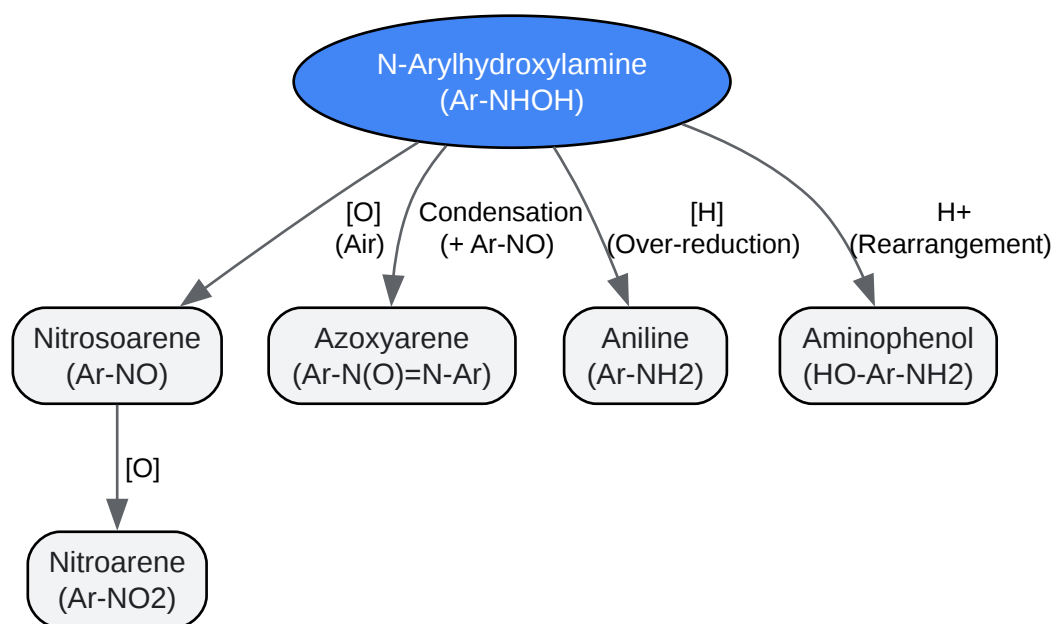 N-Arylhydroxylamine
(Ar-NHOH)
[O]
(Air)
Condensation
(+ Ar-NO)
[H]
(Over-reduction)
H+
(Rearrangement)
Nitrosoarene
(Ar-NO)
Azoxyarene
(Ar-N(O)=N-Ar)
Aniline
(Ar-NH2)
Aminophenol
(HO-Ar-NH2)
[O]
Nitroarene
(Ar-NO2)